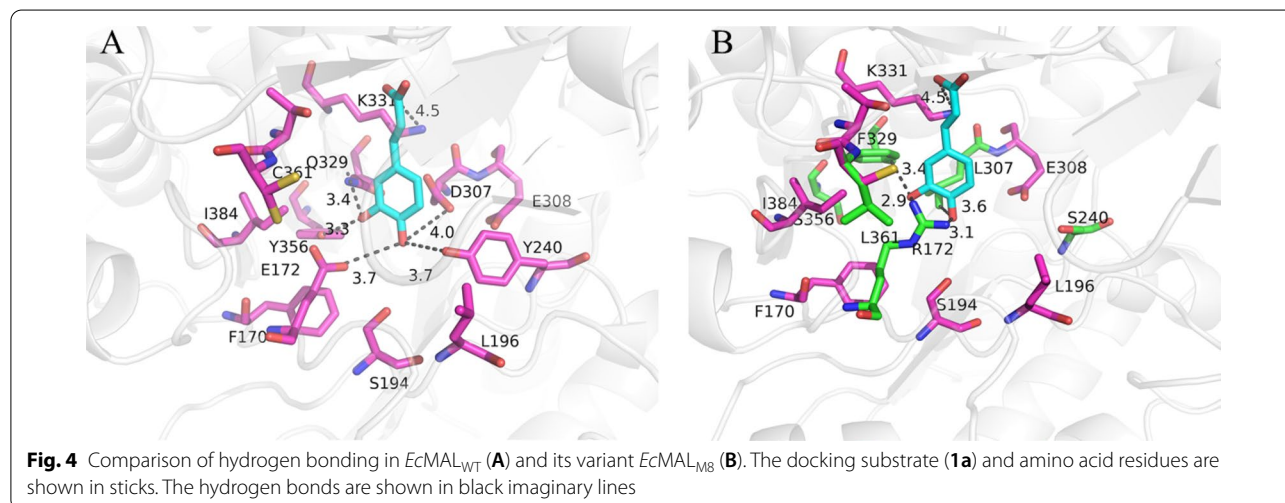 A
K331
4.5
Q329
C361
3.4
D307
E308
I384
3.3
4.0
Y356
Y240
E172
3.7
3.7
F170
L196
S194
B
K331
4.5
F329
3.4
L307
E308
2.9
I384
S356
3.6
S240
3.1
L361
R172
L196
F170
S194
Fig. 4 Comparison of hydrogen bonding in EcMALWT (A) and its variant EcMALM8 (B). The docking substrate (1a) and amino acid residues are
shown in sticks. The hydrogen bonds are shown in black imaginary lines